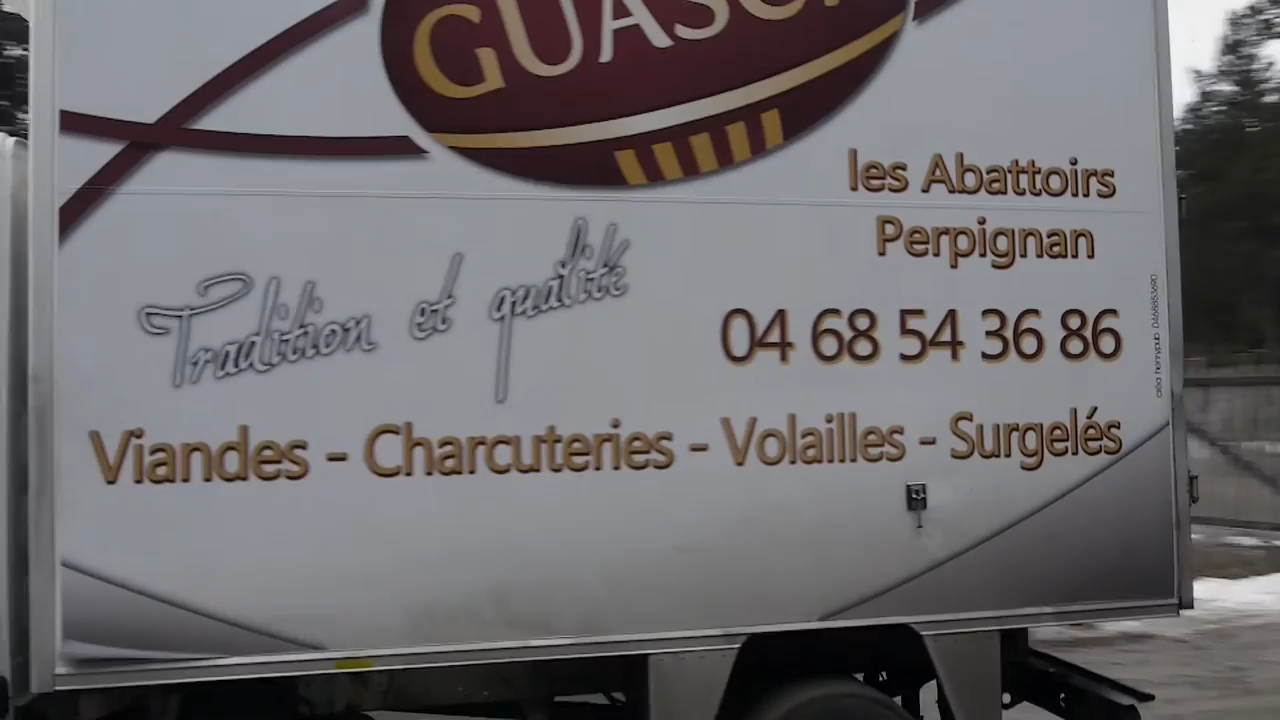 les Abattoirs
Perpignan
Tradition et qualité
04 68 54 36 86
Viandes - Charcuteries - Volailles - Surgelés